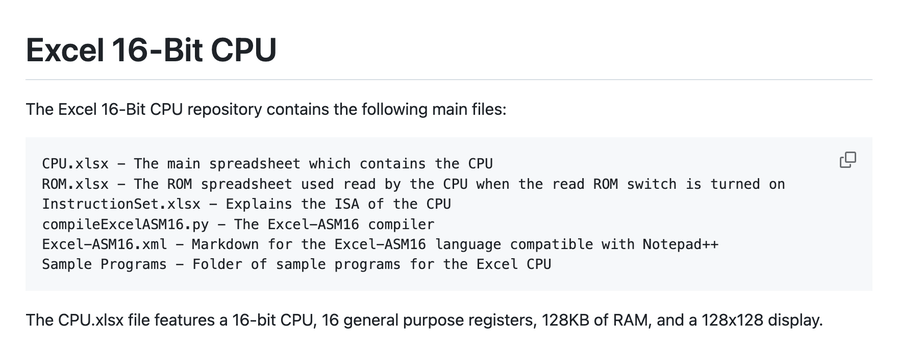 Excel 16-Bit CPU
The Excel 16-Bit CPU repository contains the following main files:
CPU.xlsx – The main spreadsheet which contains the CPU
ROM.xlsx – The ROM spreadsheet used read by the CPU when the read ROM switch is turned on
InstructionSet.xlsx – Explains the ISA of the CPU
compileExcelASM16.py – The Excel-ASM16 compiler
Excel-ASM16.xml – Markdown for the Excel-ASM16 language compatible with Notepad++
Sample Programs – Folder of sample programs for the Excel CPU
The CPU.xlsx file features a 16-bit CPU, 16 general purpose registers, 128KB of RAM, and a 128x128 display.